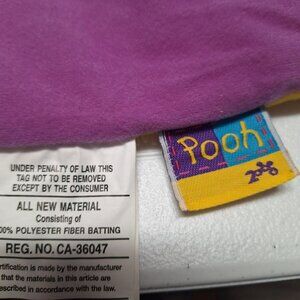 Pooh
UNDER PENALTY OF LAW THIS
TAG NOT TO BE REMOVED
EXCEPT BY THE CONSUMER
ALL NEW MATERIAL
Consisting of
00% POLYESTER FIBER BATTING
REG. NO. CA-36047
ertification is made by the manufacturer
that the materials in this article are
described in accordance with the law.